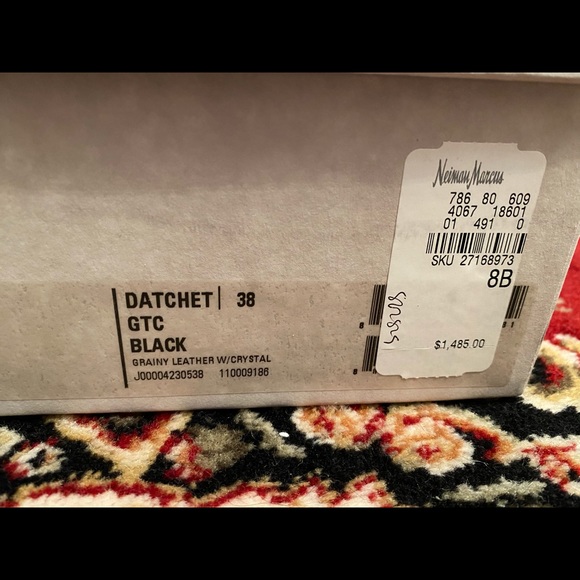 DATCHET | 38
GTC
BLACK
GRAINY LEATHER W/CRYSTAL
J00004230538 110009186
Neiman Marcus
786 80 609
4067 18601
01 491 0
SKU 27168973
8B
$1,485.00